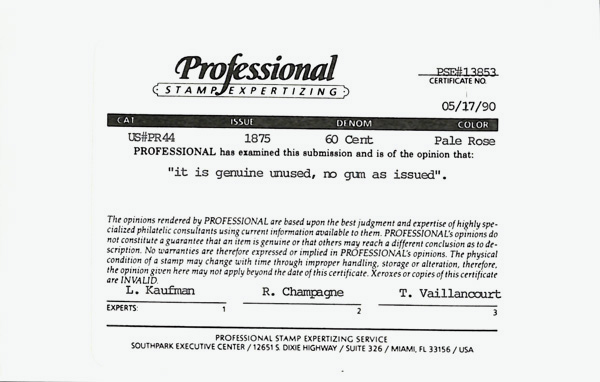 Professional
STAMP EXPERTIZING
PSE#13853
CERTIFICATE NO.
05/17/90
CAT ISSUE DENOM COLOR
US#PR44 1875 60 Cent Pale Rose
PROFESSIONAL has examined this submission and is of the opinion that:
"it is genuine unused, no gum as issued".
The opinions rendered by PROFESSIONAL are based upon the best judgment and expertise of highly spe-
cialized philatelic consultants using current information available to them. PROFESSIONAL's opinions do
not constitute a guarantee that an item is genuine or that others may reach a different conclusion as to de-
scription. No warranties are therefore expressed or implied in PROFESSIONAL's opinions. The physical
condition of a stamp may change with time through improper handling, storage or alteration, therefore,
the opinion given here may not apply beyond the date of this certificate. Xeroxes or copies of this certificate
are INVALID.
L. Kaufman R. Champagne T. Vaillancourt
EXPERTS: 1 2 3
PROFESSIONAL STAMP EXPERTIZING SERVICE
SOUTHPARK EXECUTIVE CENTER / 12651 S. DIXIE HIGHWAY / SUITE 326 / MIAMI, FL 33156 / USA